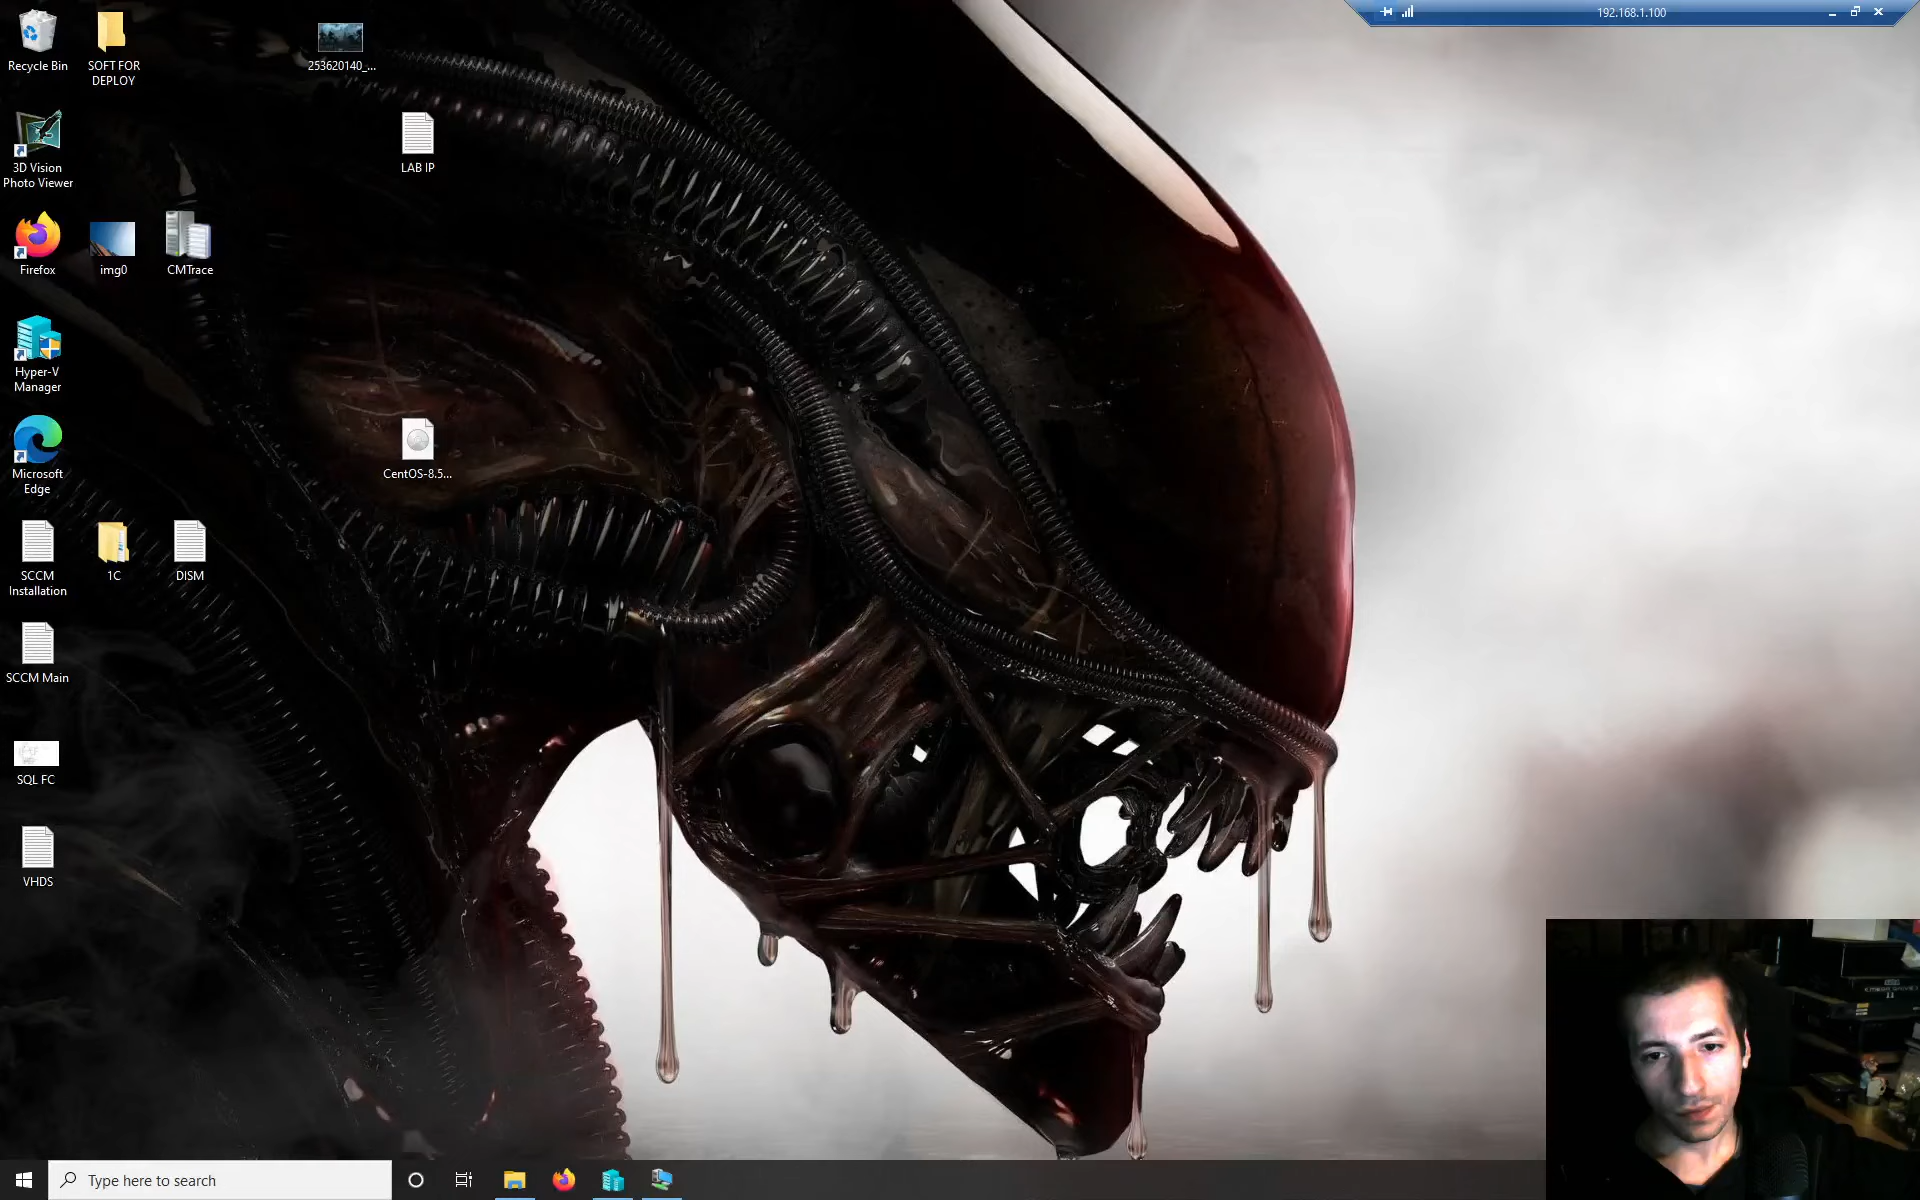 192.168.1.100
Recycle Bin
SOFT FOR
DEPLOY
253620140_...
3D Vision
Photo Viewer
LAB IP
Firefox
img0
CMTrace
Hyper-V
Manager
Microsoft
Edge
CentOS-8.5...
SCCM
Installation
1C
DISM
SCCM Main
SQL FC
VHDS
Type here to search